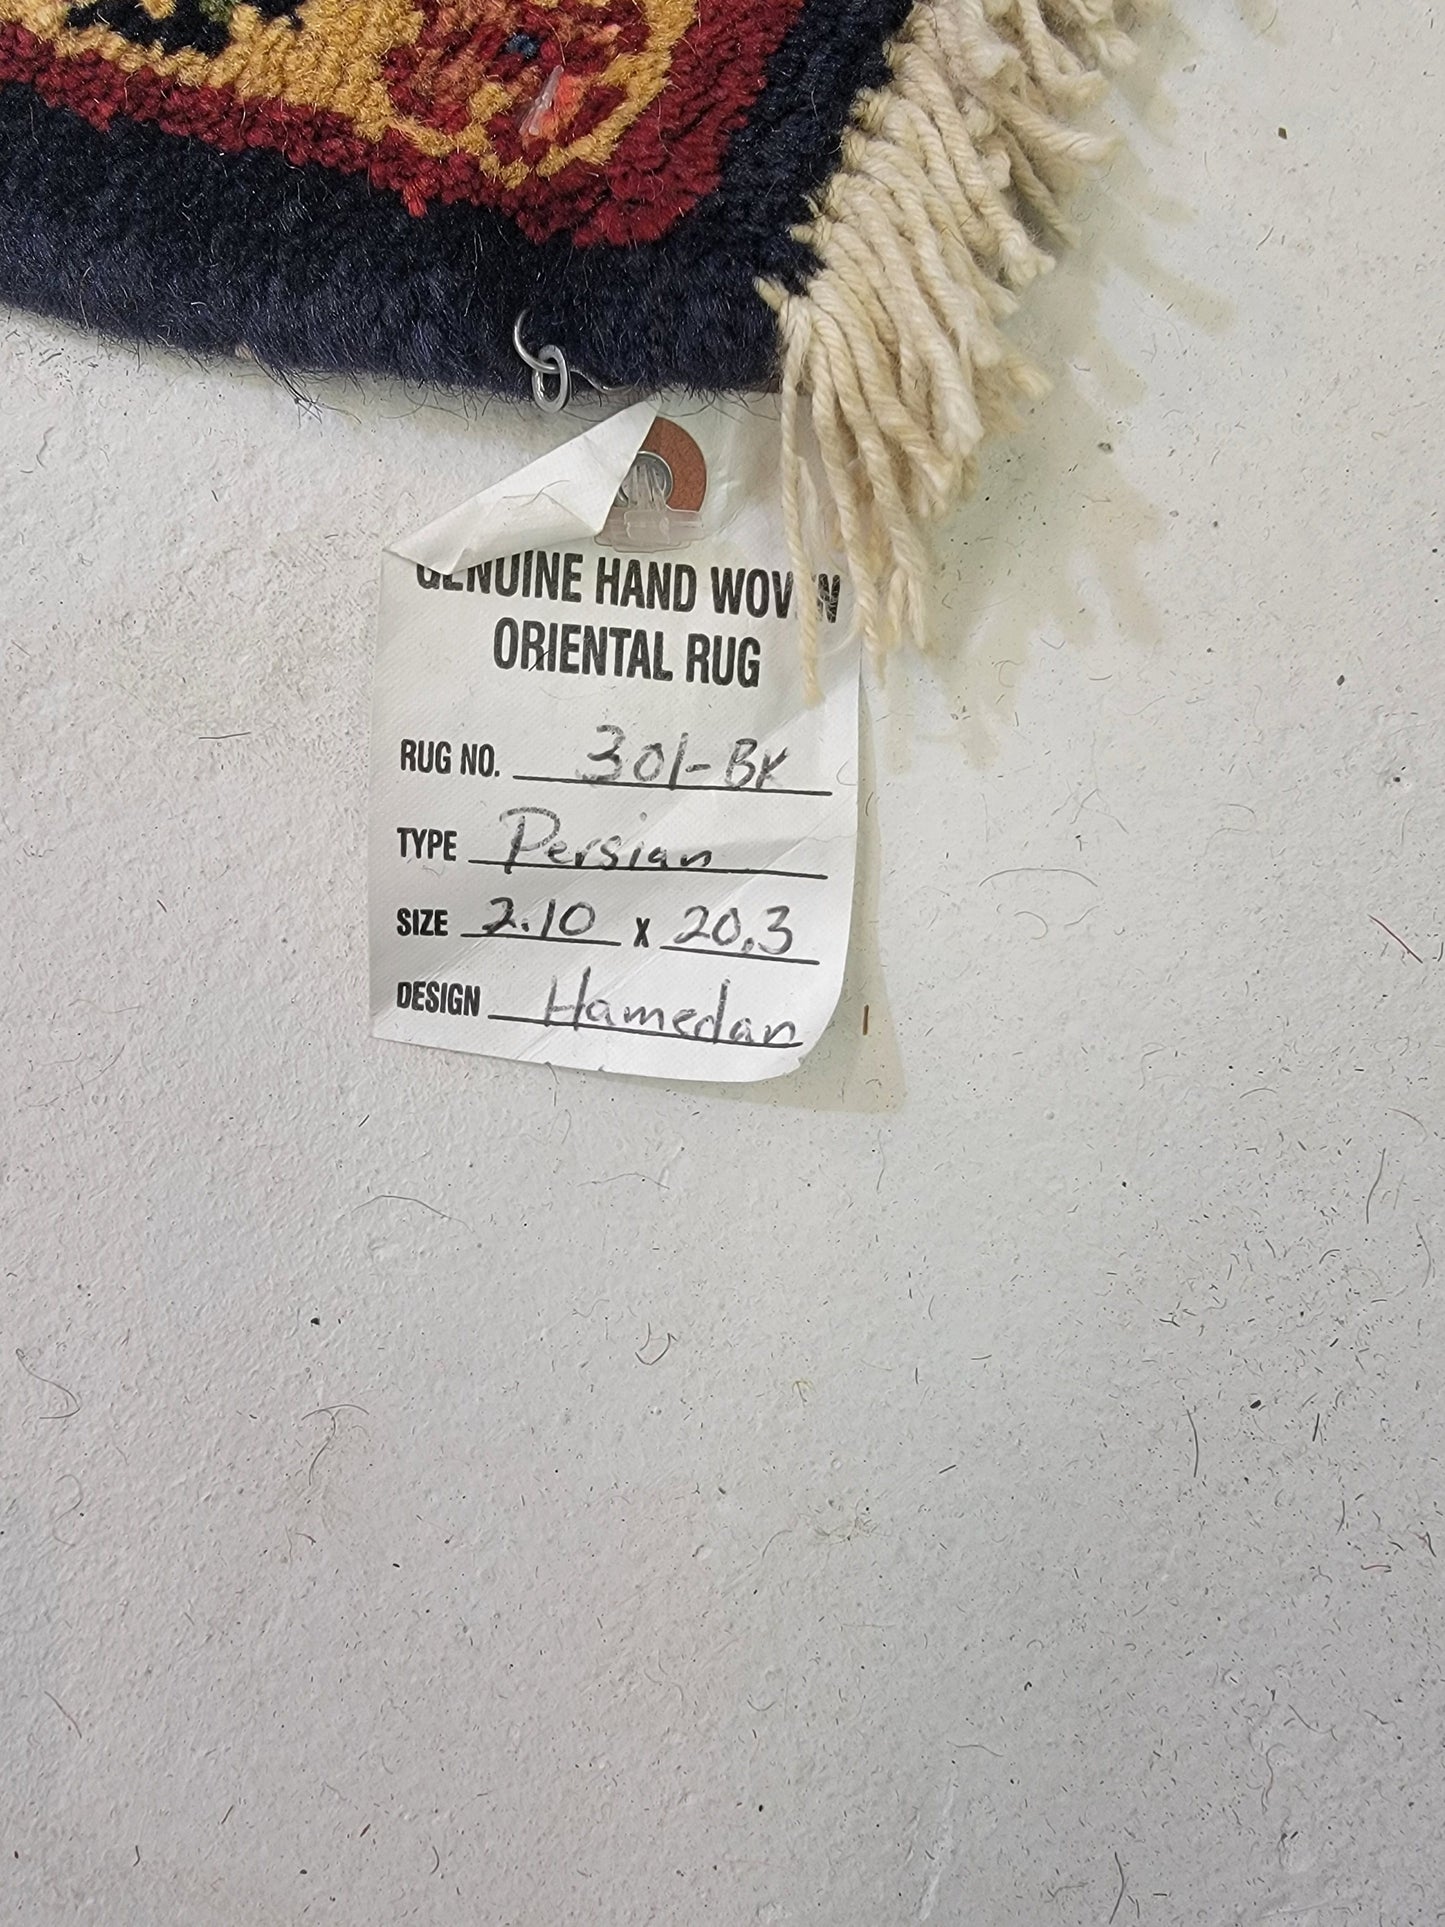 GENUINE HAND WOVEN
ORIENTAL RUG
RUG NO. 301-BK
TYPE Persian
SIZE 2.10 X 20.3
DESIGN Hamedan